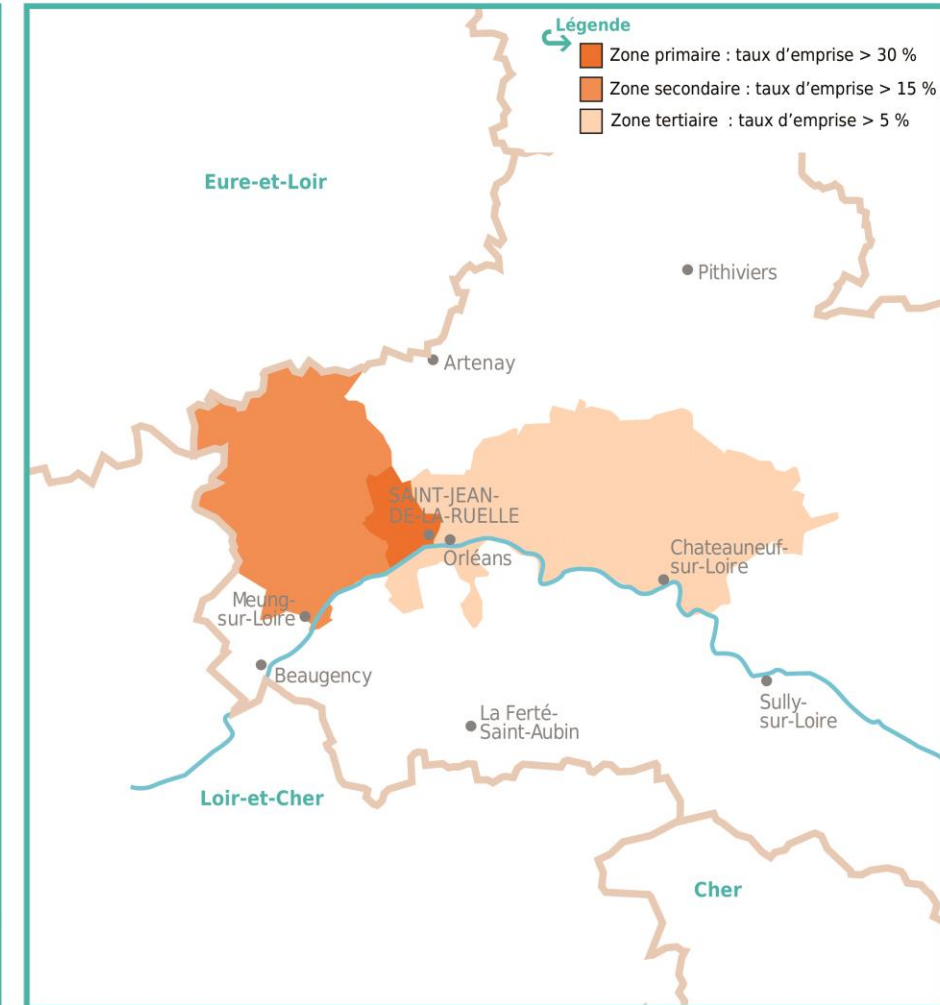 Légende
Zone primaire : taux d’emprise > 30 %
Zone secondaire : taux d’emprise > 15 %
Zone tertiaire : taux d’emprise > 5 %
Eure-et-Loir
Pithiviers
Artenay
SAINT-JEAN-
DE-LA-RUELLE
Orléans
Chateauneuf-
sur-Loire
Meung-
sur-Loire
Beaugency
Sully-
sur-Loire
La Ferté-
Saint-Aubin
Loir-et-Cher
Cher